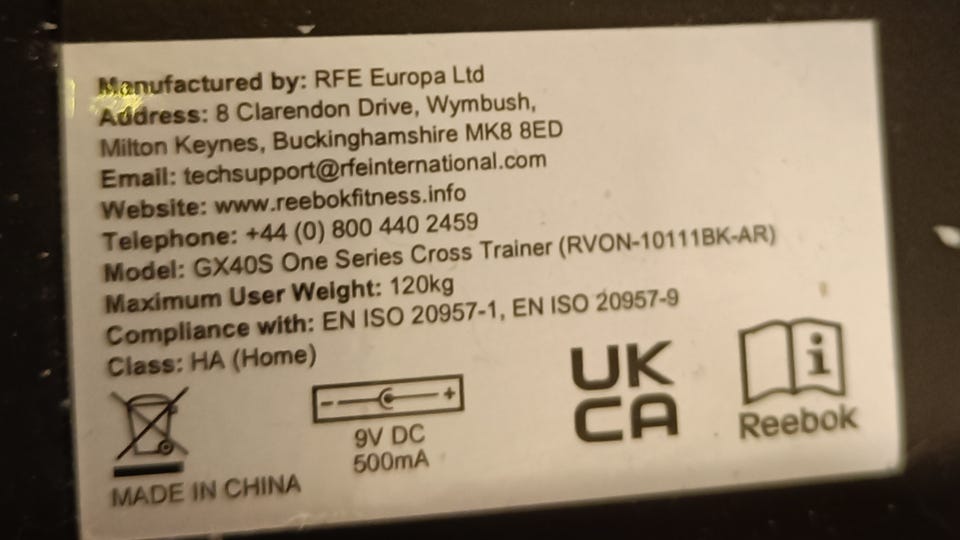 Manufactured by: RFE Europa Ltd
Address: 8 Clarendon Drive, Wymbush,
Milton Keynes, Buckinghamshire MK8 8ED
Email: techsupport@rfeinternational.com
Website: www.reebokfitness.info
Telephone: +44 (0) 800 440 2459
Model: GX40S One Series Cross Trainer (RVON-10111BK-AR)
Maximum User Weight: 120kg
Compliance with: EN ISO 20957-1, EN ISO 20957-9
Class: HA (Home)
- +
9V DC
500mA
UK
CA
i
Reebok
MADE IN CHINA